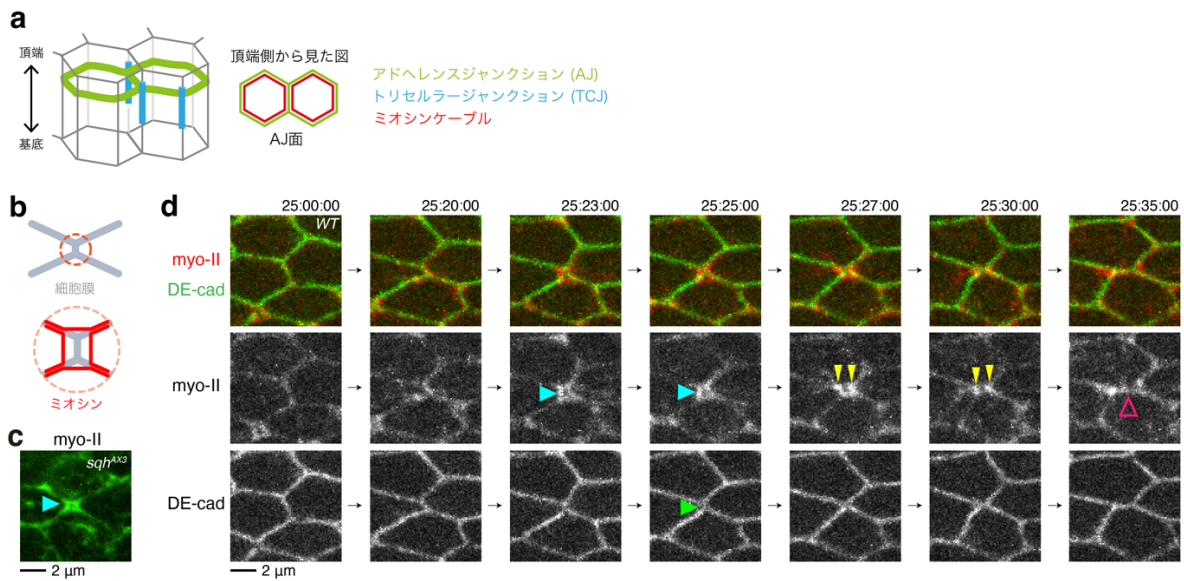 a
頂端
基底
頂端側から見た図
AJ面
アドヘレンスジャンクション (AJ)
トリセルラージャンクション (TCJ)
ミオシンケーブル
b
細胞膜
ミオシン
c
myo-II
sqhAX3
2 μm
d
25:00:00
25:20:00
25:23:00
25:25:00
25:27:00
25:30:00
25:35:00
WT
myo-II
DE-cad
myo-II
DE-cad
2 μm